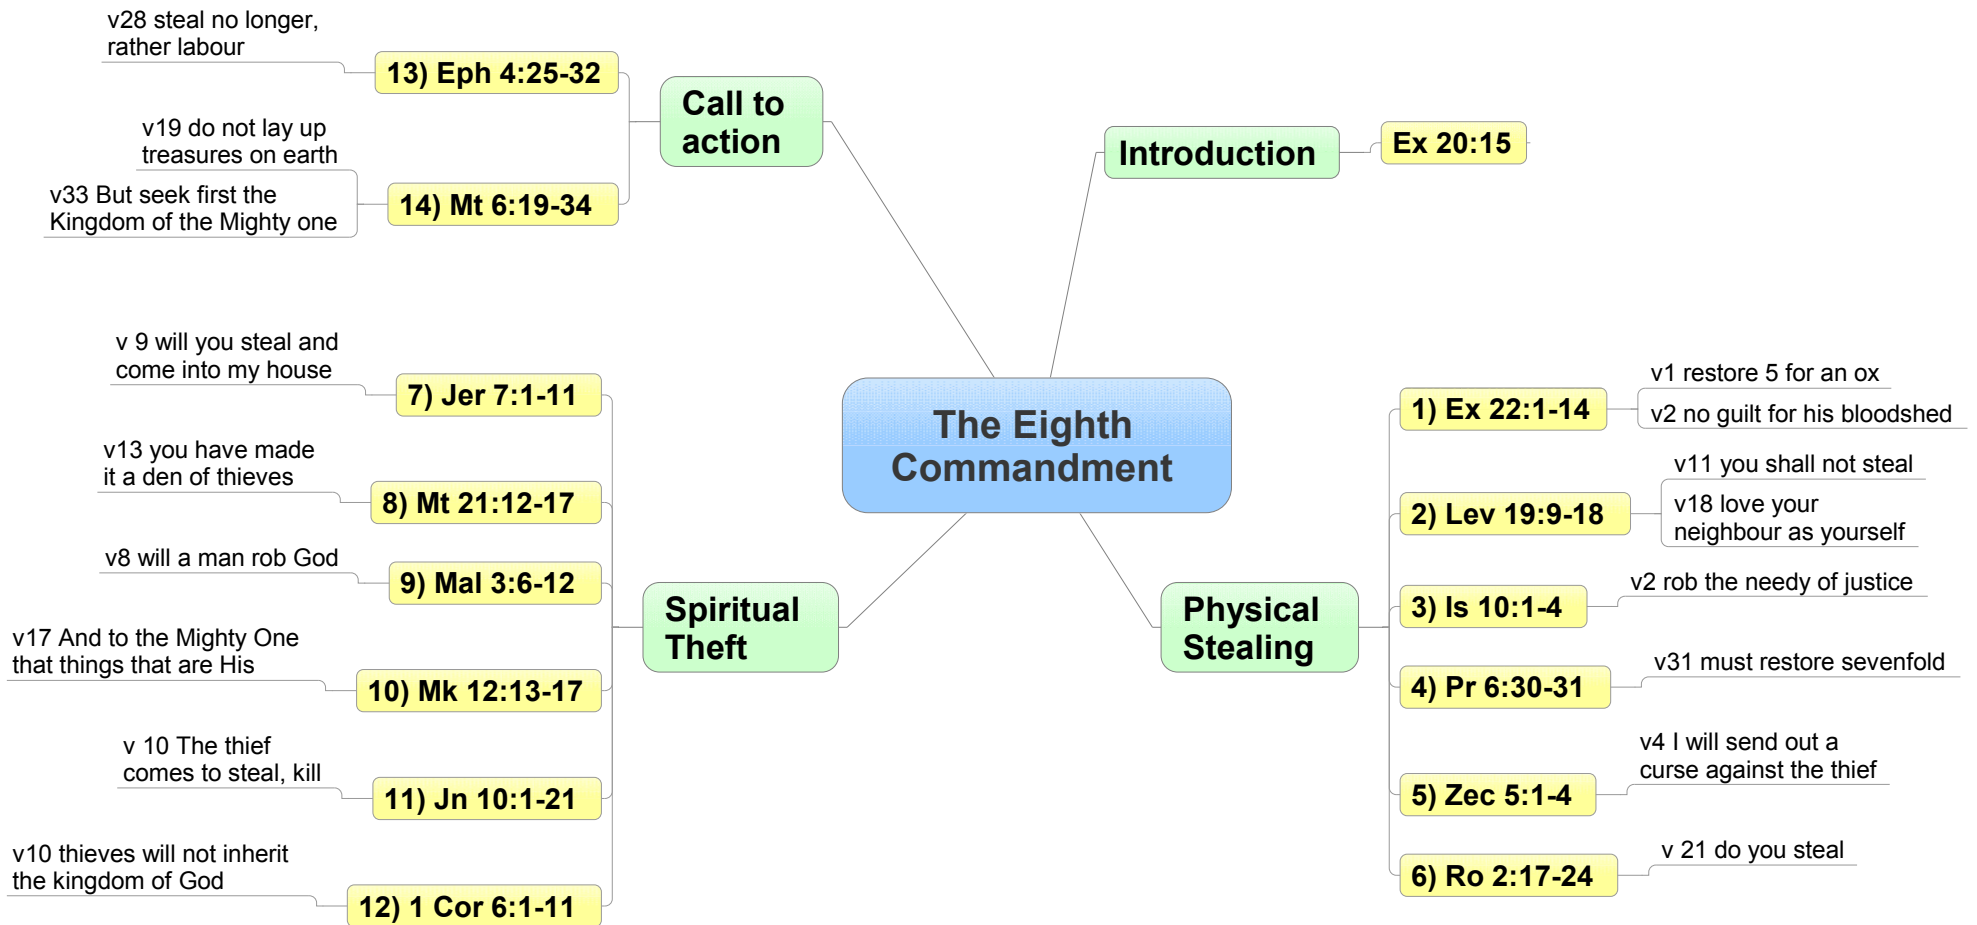 The Eighth
Commandment
Introduction
Ex 20:15
Physical
Stealing
1) Ex 22:1-14
v1 restore 5 for an ox
v2 no guilt for his bloodshed
2) Lev 19:9-18
v11 you shall not steal
v18 love your
neighbour as yourself
3) Is 10:1-4
v2 rob the needy of justice
4) Pr 6:30-31
v31 must restore sevenfold
5) Zec 5:1-4
v4 I will send out a
curse against the thief
6) Ro 2:17-24
v 21 do you steal
Spiritual
Theft
7) Jer 7:1-11
v 9 will you steal and
come into my house
8) Mt 21:12-17
v13 you have made
it a den of thieves
9) Mal 3:6-12
v8 will a man rob God
10) Mk 12:13-17
v17 And to the Mighty One
that things that are His
11) Jn 10:1-21
v 10 The thief
comes to steal, kill
12) 1 Cor 6:1-11
v10 thieves will not inherit
the kingdom of God
Call to
action
13) Eph 4:25-32
v28 steal no longer,
rather labour
14) Mt 6:19-34
v19 do not lay up
treasures on earth
v33 But seek first the
Kingdom of the Mighty one